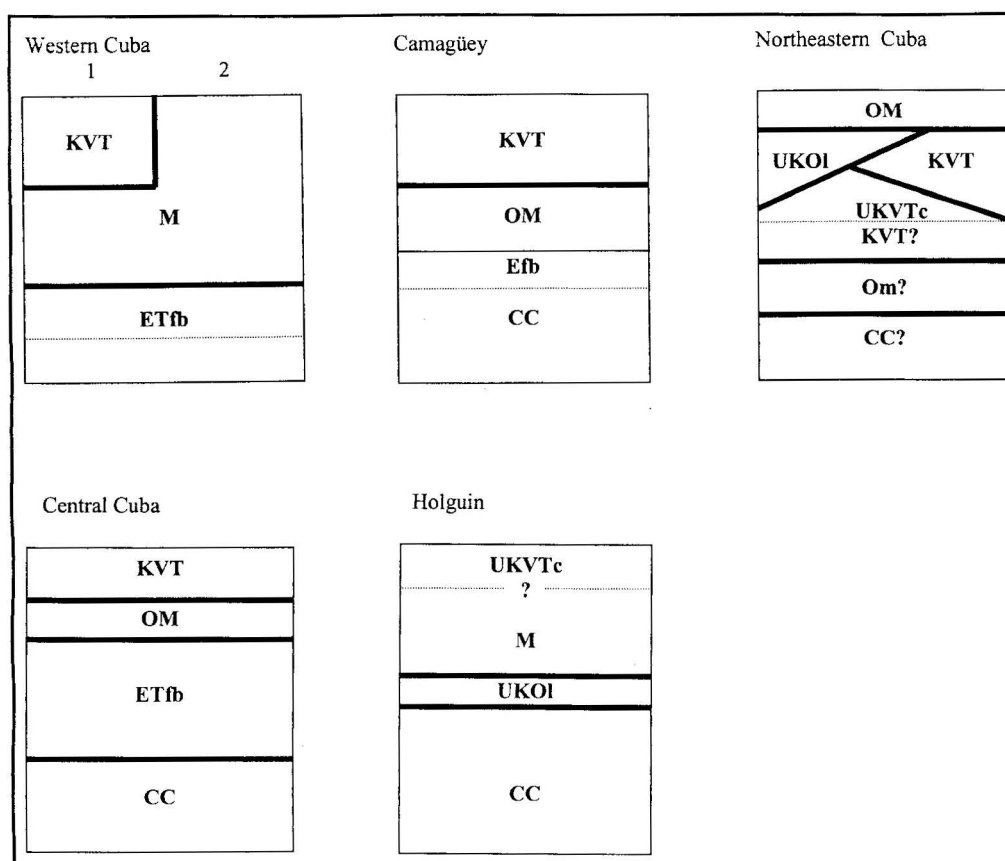 Western Cuba
1 2
KVT
M
ETfb
Camagüey
KVT
OM
Efb
CC
Northeastern Cuba
OM
UKOl
KVT
UKVTc
KVT?
Om?
CC?
Central Cuba
KVT
OM
ETfb
CC
Holguin
UKVTc
?
M
UKOl
CC